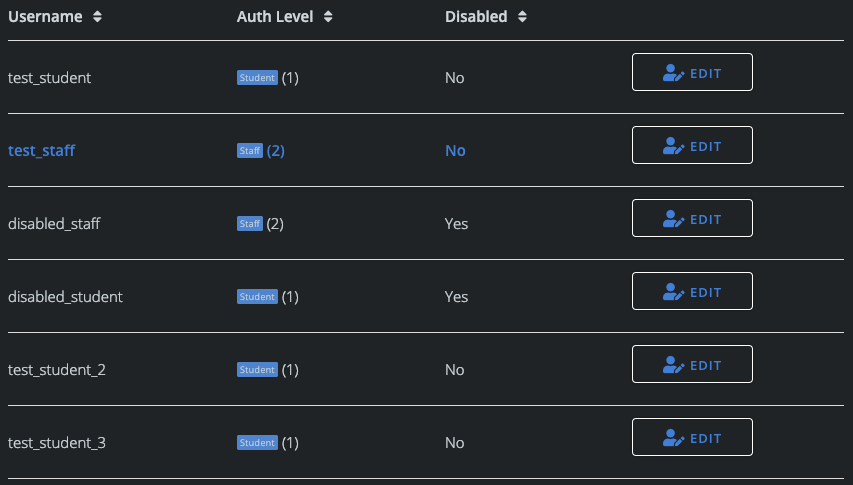 Username Auth Level Disabled
test_student Student (1) No EDIT
test_staff Staff (2) No EDIT
disabled_staff Staff (2) Yes EDIT
disabled_student Student (1) Yes EDIT
test_student_2 Student (1) No EDIT
test_student_3 Student (1) No EDIT